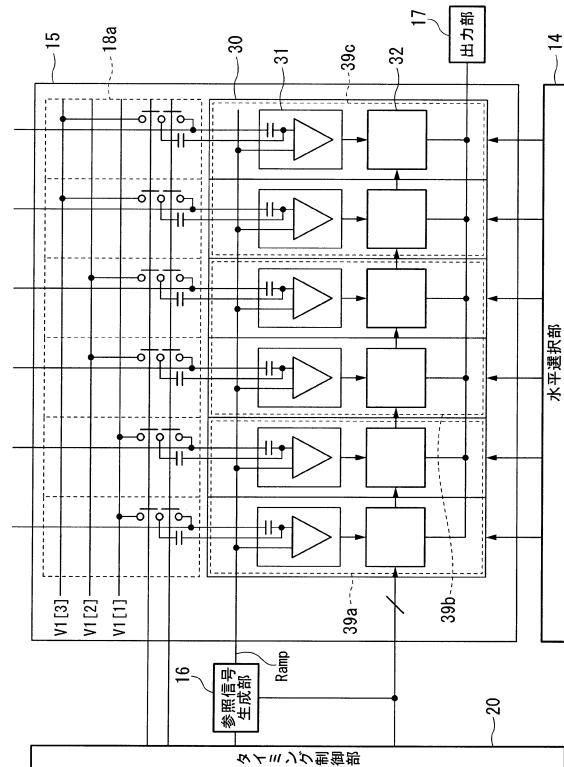 15
18a
30
31
39c
32
17
出力部
14
水平選択部
V1[3]
V1[2]
V1[1]
39a
39b
16
参照信号
生成部
Ramp
20
タイミング制御部